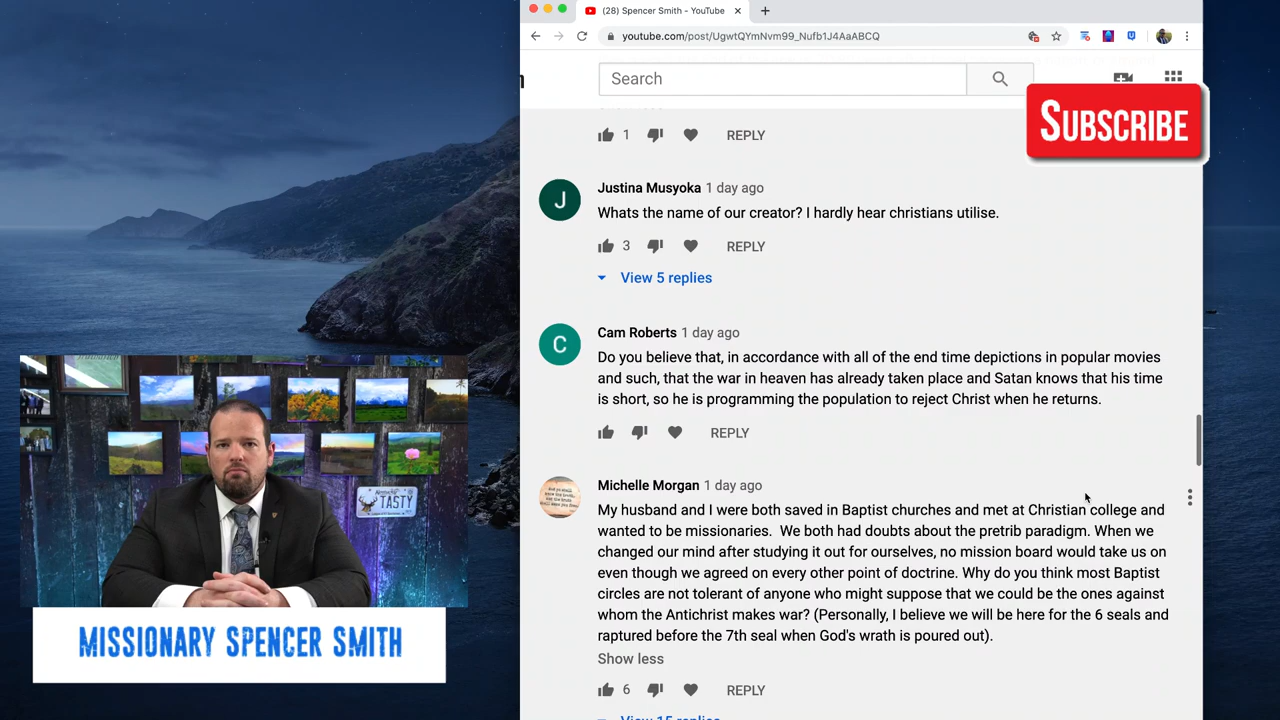 (28) Spencer Smith - YouTube
youtube.com/post/UgwtQYmNvm99_Nufb1J4AaABCQ
Search
SUBSCRIBE
1 REPLY
J
Justina Musyoka 1 day ago
Whats the name of our creator? I hardly hear christians utilise.
3 REPLY
View 5 replies
C
Cam Roberts 1 day ago
Do you believe that, in accordance with all of the end time depictions in popular movies
and such, that the war in heaven has already taken place and Satan knows that his time
is short, so he is programming the population to reject Christ when he returns.
REPLY
Michelle Morgan 1 day ago
My husband and I were both saved in Baptist churches and met at Christian college and
wanted to be missionaries. We both had doubts about the pretrib paradigm. When we
changed our mind after studying it out for ourselves, no mission board would take us on
even though we agreed on every other point of doctrine. Why do you think most Baptist
circles are not tolerant of anyone who might suppose that we could be the ones against
whom the Antichrist makes war? (Personally, I believe we will be here for the 6 seals and
raptured before the 7th seal when God's wrath is poured out).
Show less
6 REPLY
View 15 replies
TASTY
MISSIONARY SPENCER SMITH